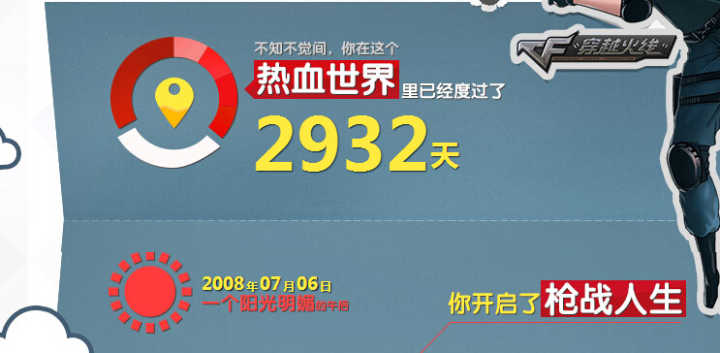 不知不觉间，你在这个
热血世界里已经度过了
2932天
穿越火线
2008年07月06日
一个阳光明媚的午后
你开启了枪战人生